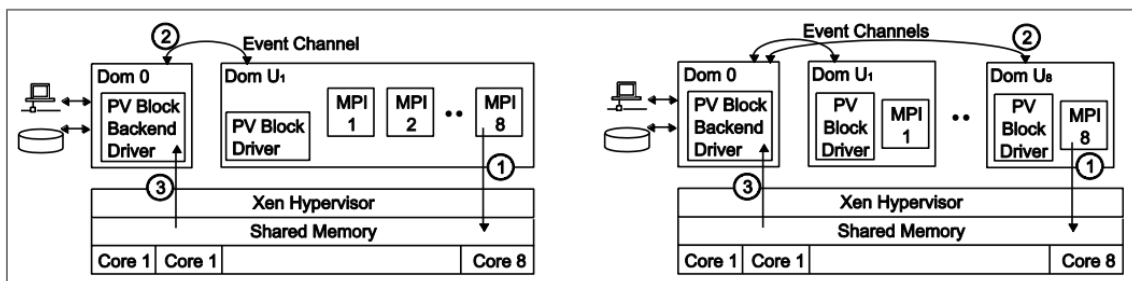 ② Event Channel
Dom 0
PV Block
Backend
Driver
③
Dom U1
PV Block
Driver
MPI
1
MPI
2
••
MPI
8
①
Xen Hypervisor
Shared Memory
Core 1 Core 1 Core 8
Event Channels ②
Dom 0
PV Block
Backend
Driver
③
Dom U1
PV
Block
Driver
MPI
1
••
Dom U8
PV
Block
Driver
MPI
8
①
Xen Hypervisor
Shared Memory
Core 1 Core 1 Core 8